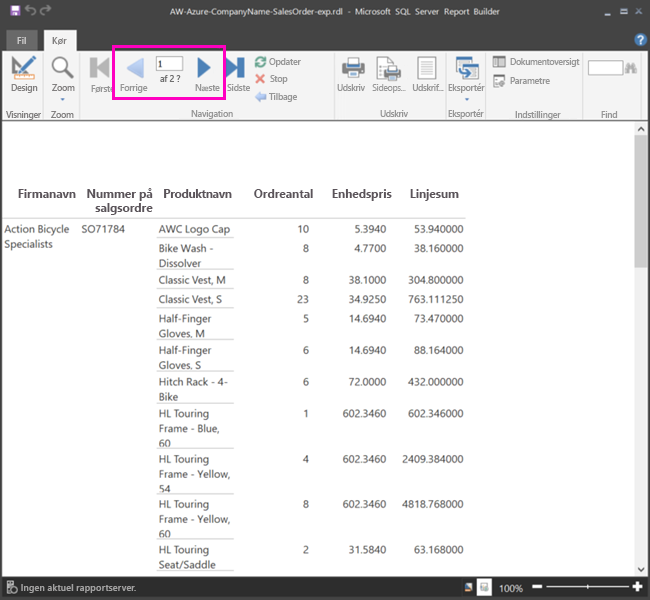 AW-Azure-CompanyName-SalesOrder-exp.rdl - Microsoft SQL Server Report Builder
Fil Kør
Design
Visninger
Zoom
Zoom
Første Forrige 1 af 2 ? Næste Sidste
Opdater
Stop
Tilbage
Navigation
Udskriv Sideops... Udskrif...
Udskriv
Eksportér
Eksportér
Dokumentoversigt
Parametre
Indstillinger
Find
Firmanavn Nummer på Produktnavn Ordreantal Enhedspris Linjesum
salgsordre
Action Bicycle SO71784 AWC Logo Cap 10 5.3940 53.940000
Specialists
Bike Wash - 8 4.7700 38.160000
Dissolver
Classic Vest, M 8 38.1000 304.800000
Classic Vest, S 23 34.9250 763.111250
Half-Finger 5 14.6940 73.470000
Gloves, M
Half-Finger 6 14.6940 88.164000
Gloves, S
Hitch Rack - 4- 6 72.0000 432.000000
Bike
HL Touring 1 602.3460 602.346000
Frame - Blue,
60
HL Touring 4 602.3460 2409.384000
Frame - Yellow,
54
HL Touring 8 602.3460 4818.768000
Frame - Yellow,
60
HL Touring 2 31.5840 63.168000
Seat/Saddle
Ingen aktuel rapportserver.
100%